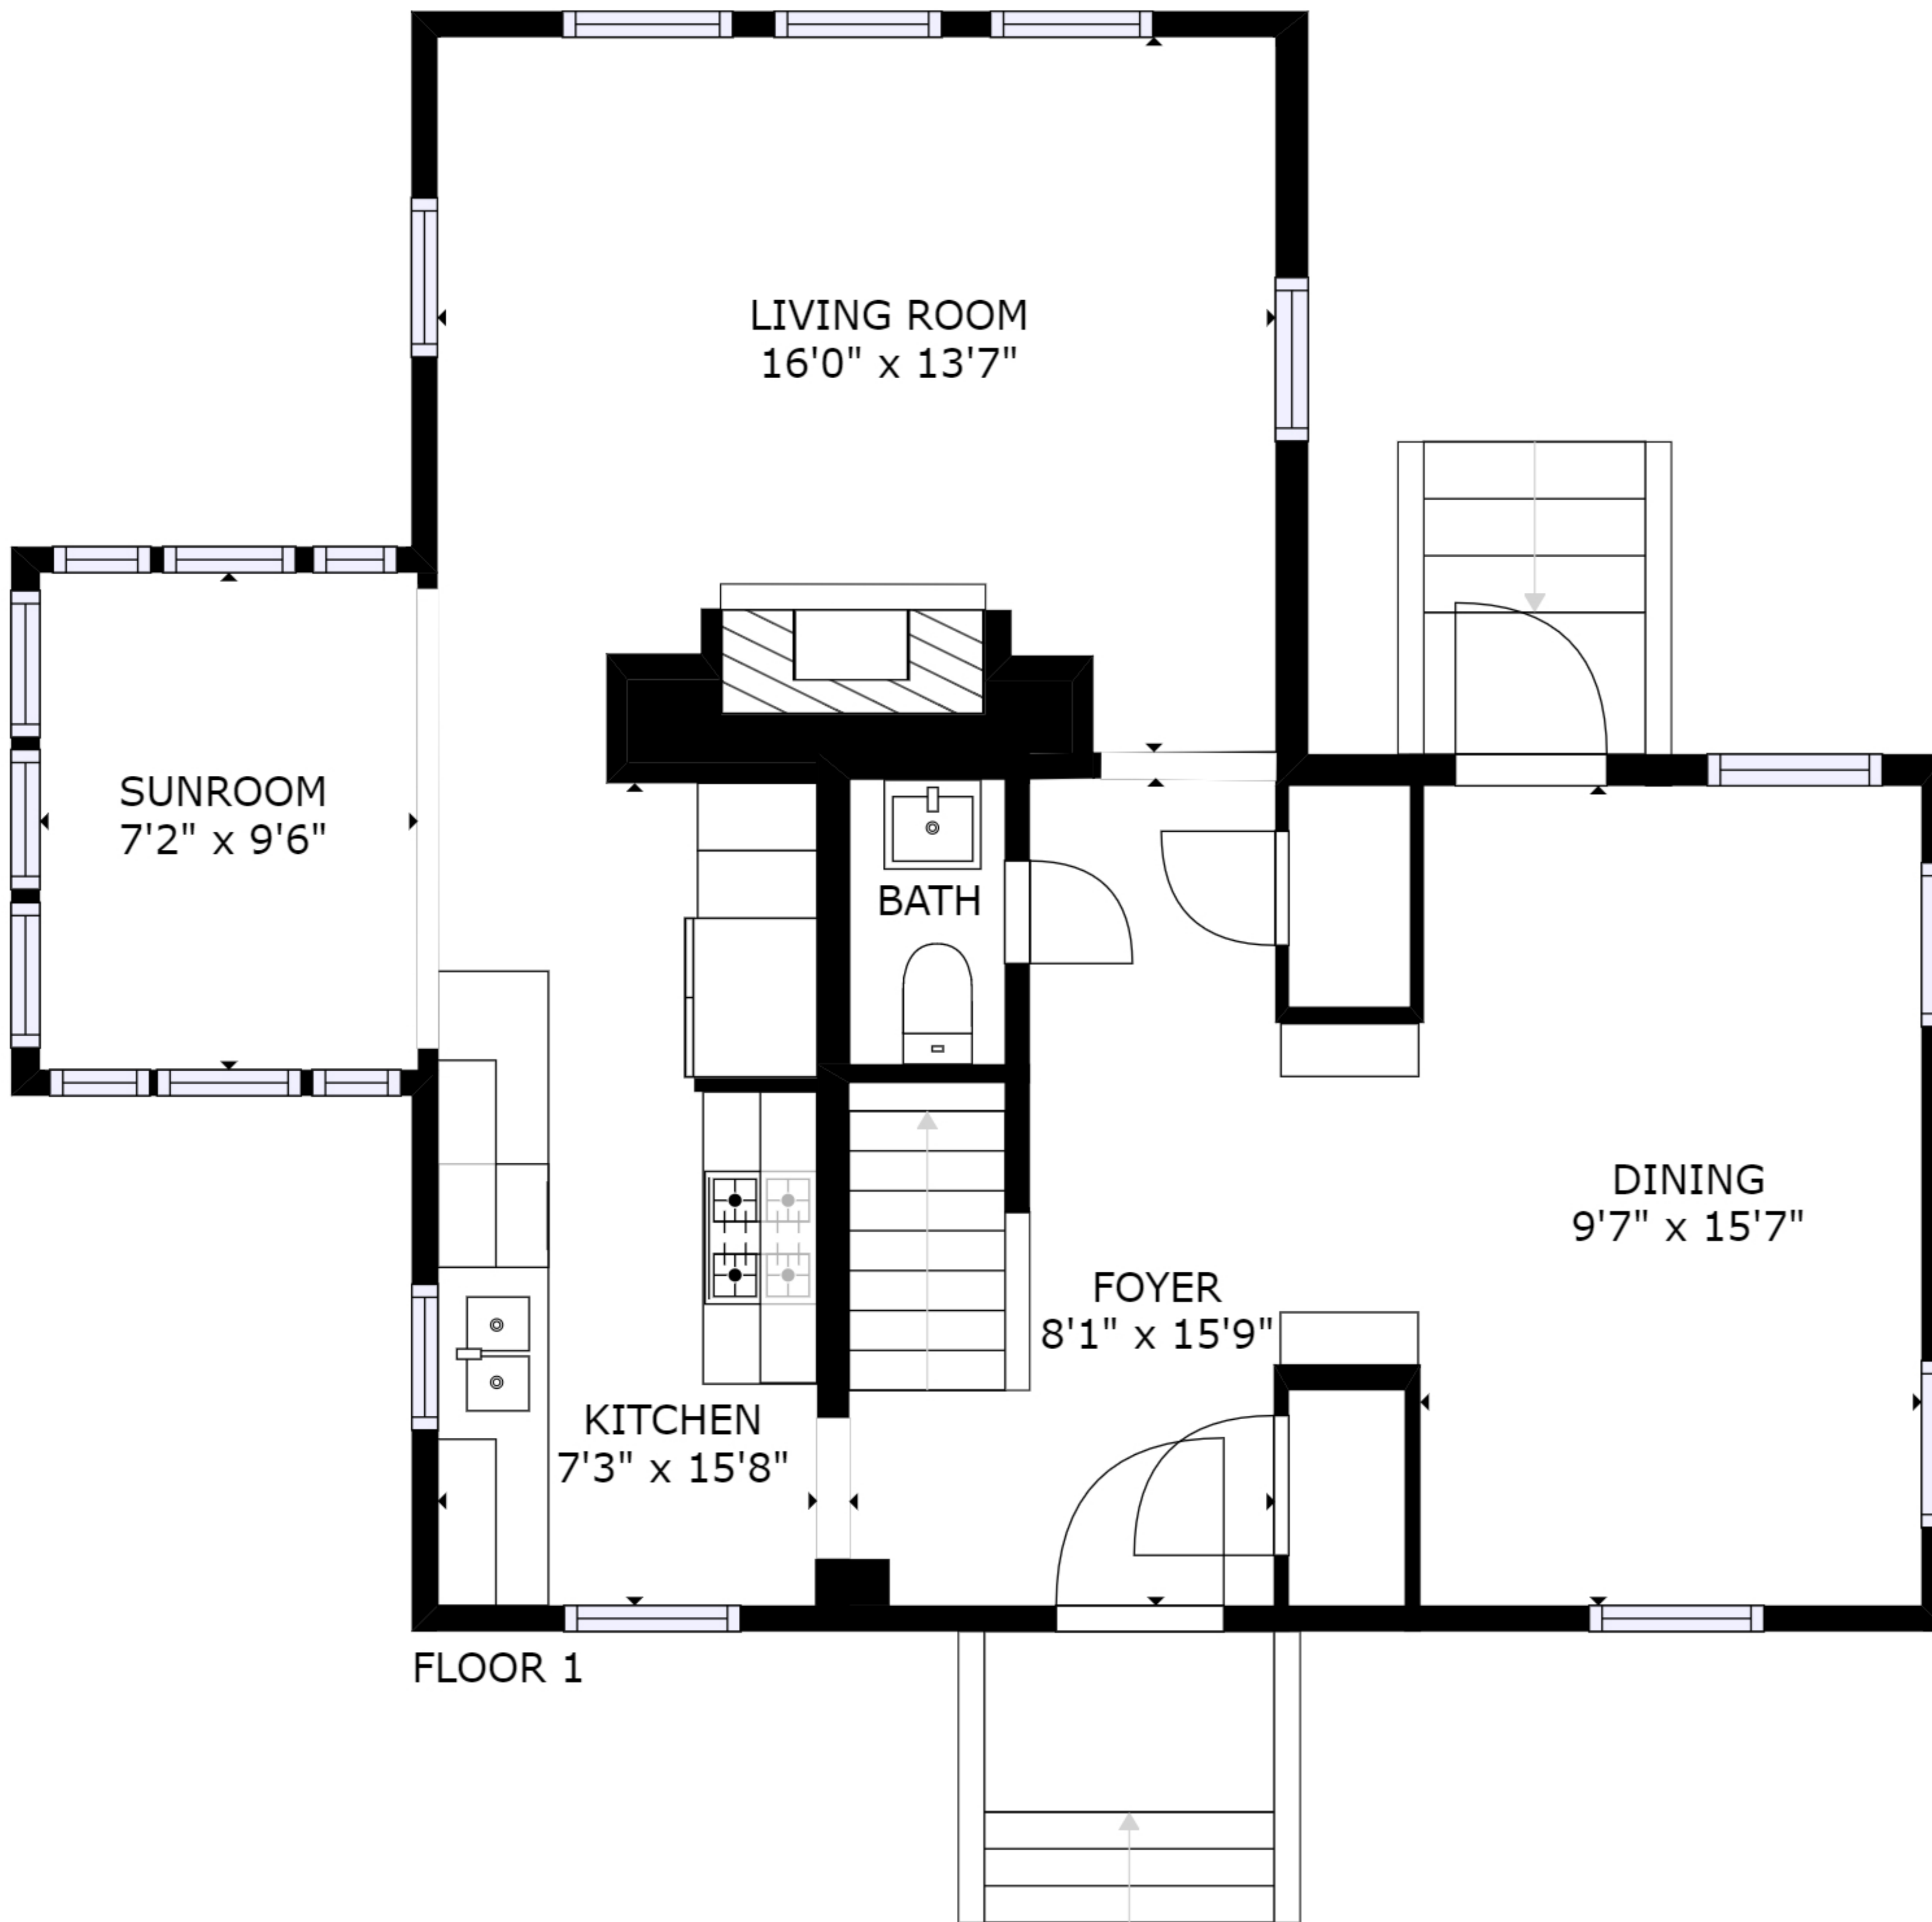 LIVING ROOM
16'0" x 13'7"
SUNROOM
7'2" x 9'6"
BATH
DINING
9'7" x 15'7"
FOYER
8'1" x 15'9"
KITCHEN
7'3" x 15'8"
FLOOR 1